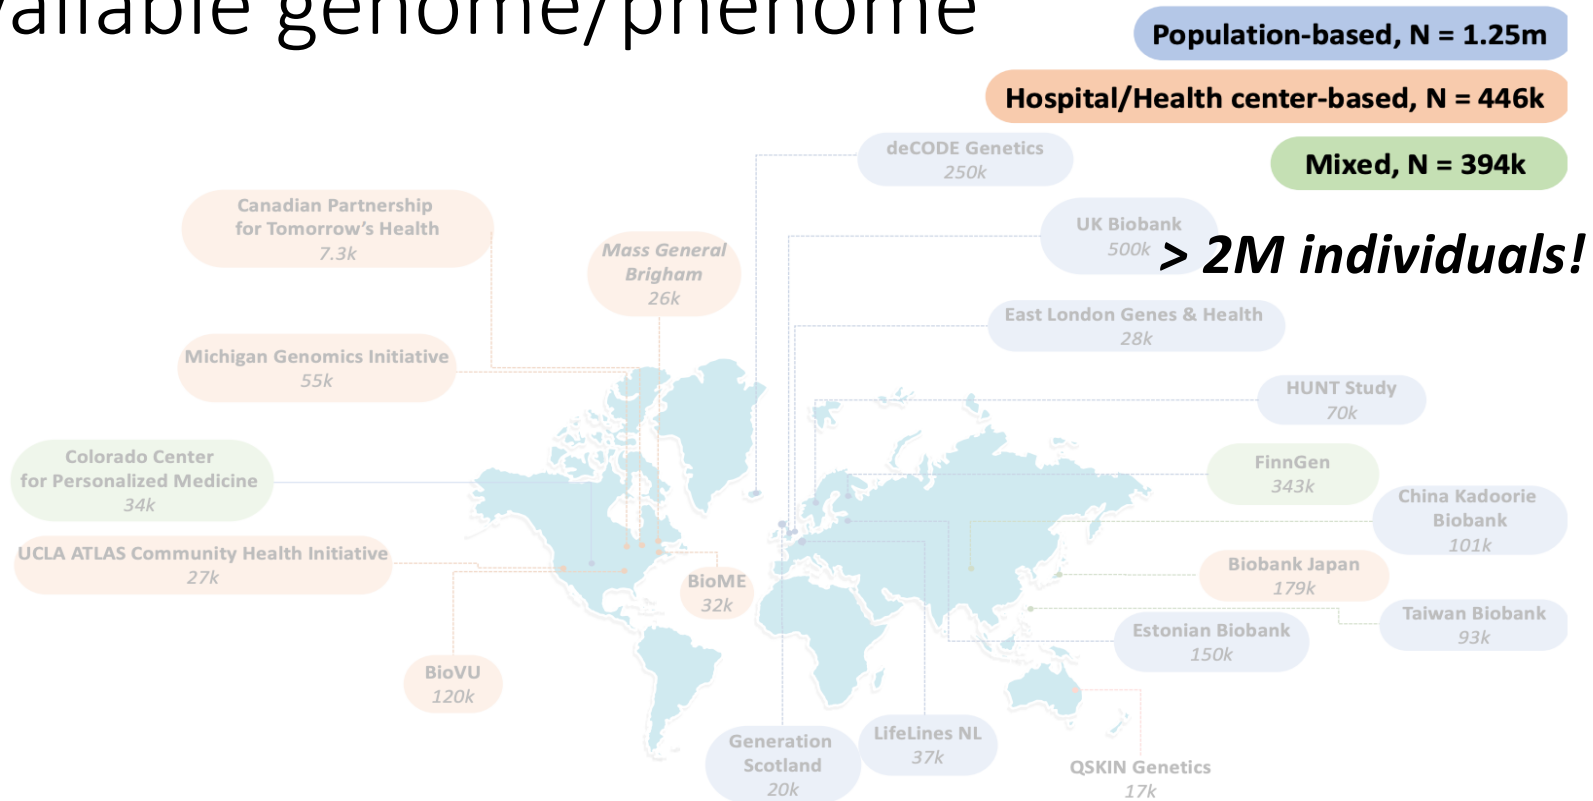 available genome/phenome
Population-based, N = 1.25m
Hospital/Health center-based, N = 446k
Mixed, N = 394k
> 2M individuals!
deCODE Genetics
250k
Canadian Partnership
for Tomorrow’s Health
7.3k
Mass General
Brigham
26k
UK Biobank
500k
East London Genes & Health
28k
Michigan Genomics Initiative
55k
HUNT Study
70k
Colorado Center
for Personalized Medicine
34k
FinnGen
343k
China Kadoorie
Biobank
101k
UCLA ATLAS Community Health Initiative
27k
BioME
32k
Biobank Japan
179k
Taiwan Biobank
93k
Estonian Biobank
150k
BioVU
120k
Generation
Scotland
20k
LifeLines NL
37k
QSKIN Genetics
17k